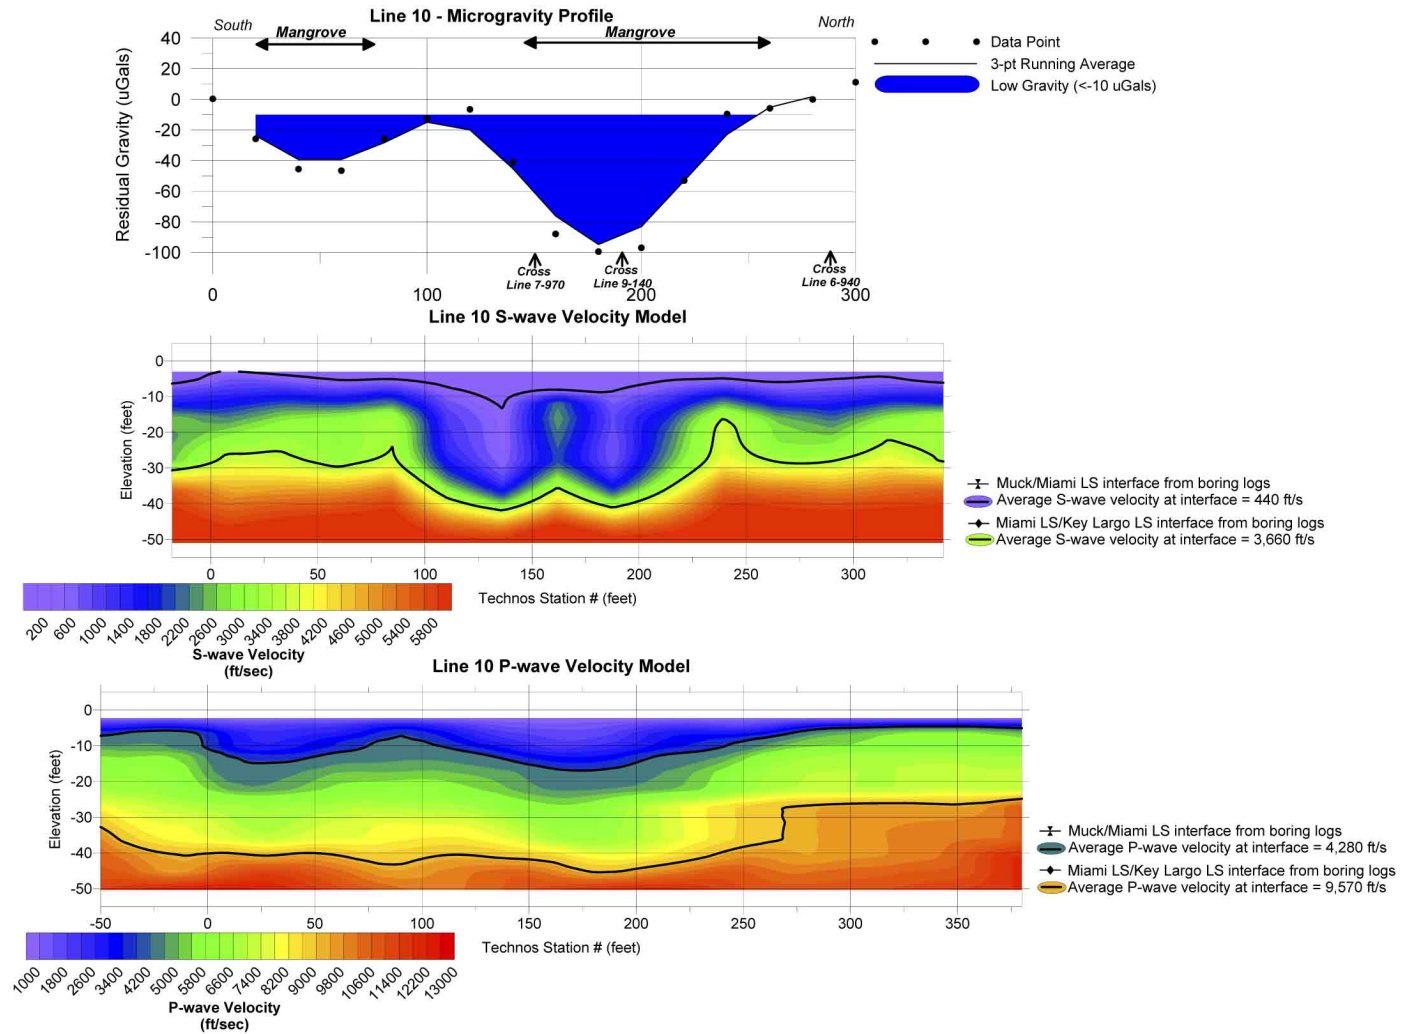 Line 10 - Microgravity Profile
South
North
Mangrove
Mangrove
Residual Gravity (uGals)
40
20
0
-20
-40
-60
-80
-100
Data Point
3-pt Running Average
Low Gravity (<-10 uGals)
Cross
Line 7-970
Cross
Line 9-140
Cross
Line 6-940
0 100 200 300
Line 10 S-wave Velocity Model
Elevation (feet)
0
-10
-20
-30
-40
-50
0 50 100 150 200 250 300
Technos Station # (feet)
Muck/Miami LS interface from boring logs
Average S-wave velocity at interface = 440 ft/s
Miami LS/Key Largo LS interface from boring logs
Average S-wave velocity at interface = 3,660 ft/s
200 600 1000 1400 1800 2200 2600 3000 3400 3800 4200 4600 5000 5400 5800
S-wave Velocity
(ft/sec)
Line 10 P-wave Velocity Model
Elevation (feet)
0
-10
-20
-30
-40
-50
-50 0 50 100 150 200 250 300 350
Technos Station # (feet)
Muck/Miami LS interface from boring logs
Average P-wave velocity at interface = 4,280 ft/s
Miami LS/Key Largo LS interface from boring logs
Average P-wave velocity at interface = 9,570 ft/s
1000 1800 2600 3400 4200 5000 5800 6600 7400 8200 9000 9800 10600 11400 12200 13000
P-wave Velocity
(ft/sec)